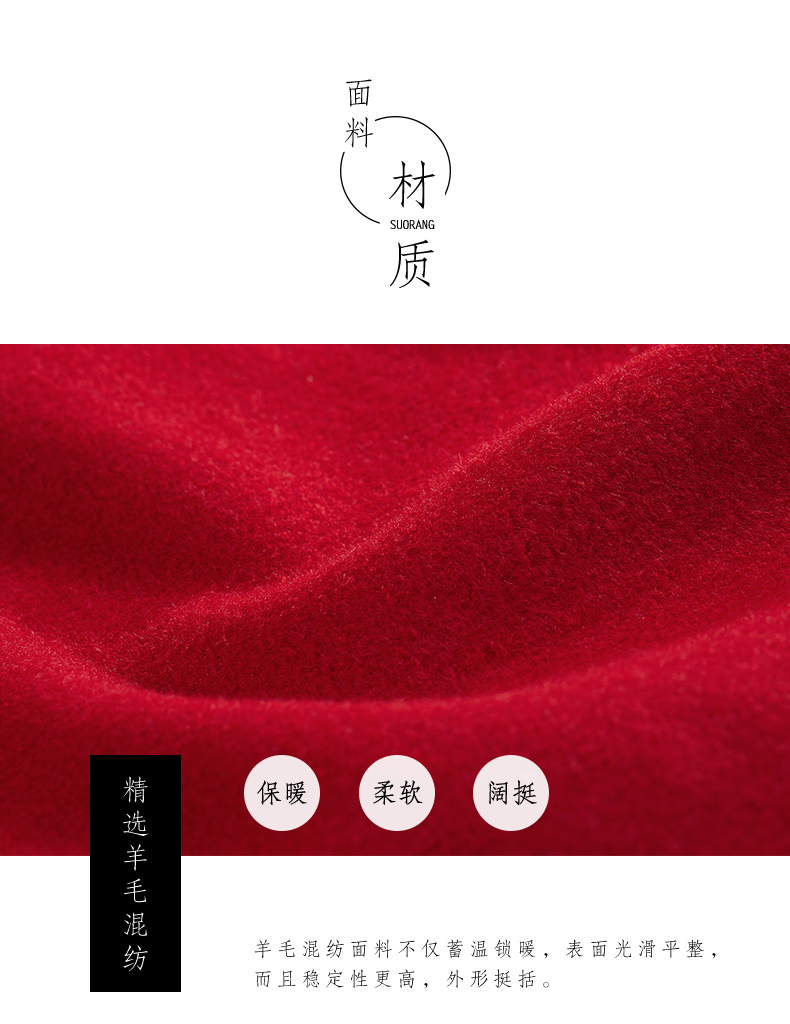 面料
材
SUORANG
质
保暖
柔软
阔挺
精选羊毛混纺
羊毛混纺面料不仅蓄温锁暖，表面光滑平整，
而且稳定性更高，外形挺括。